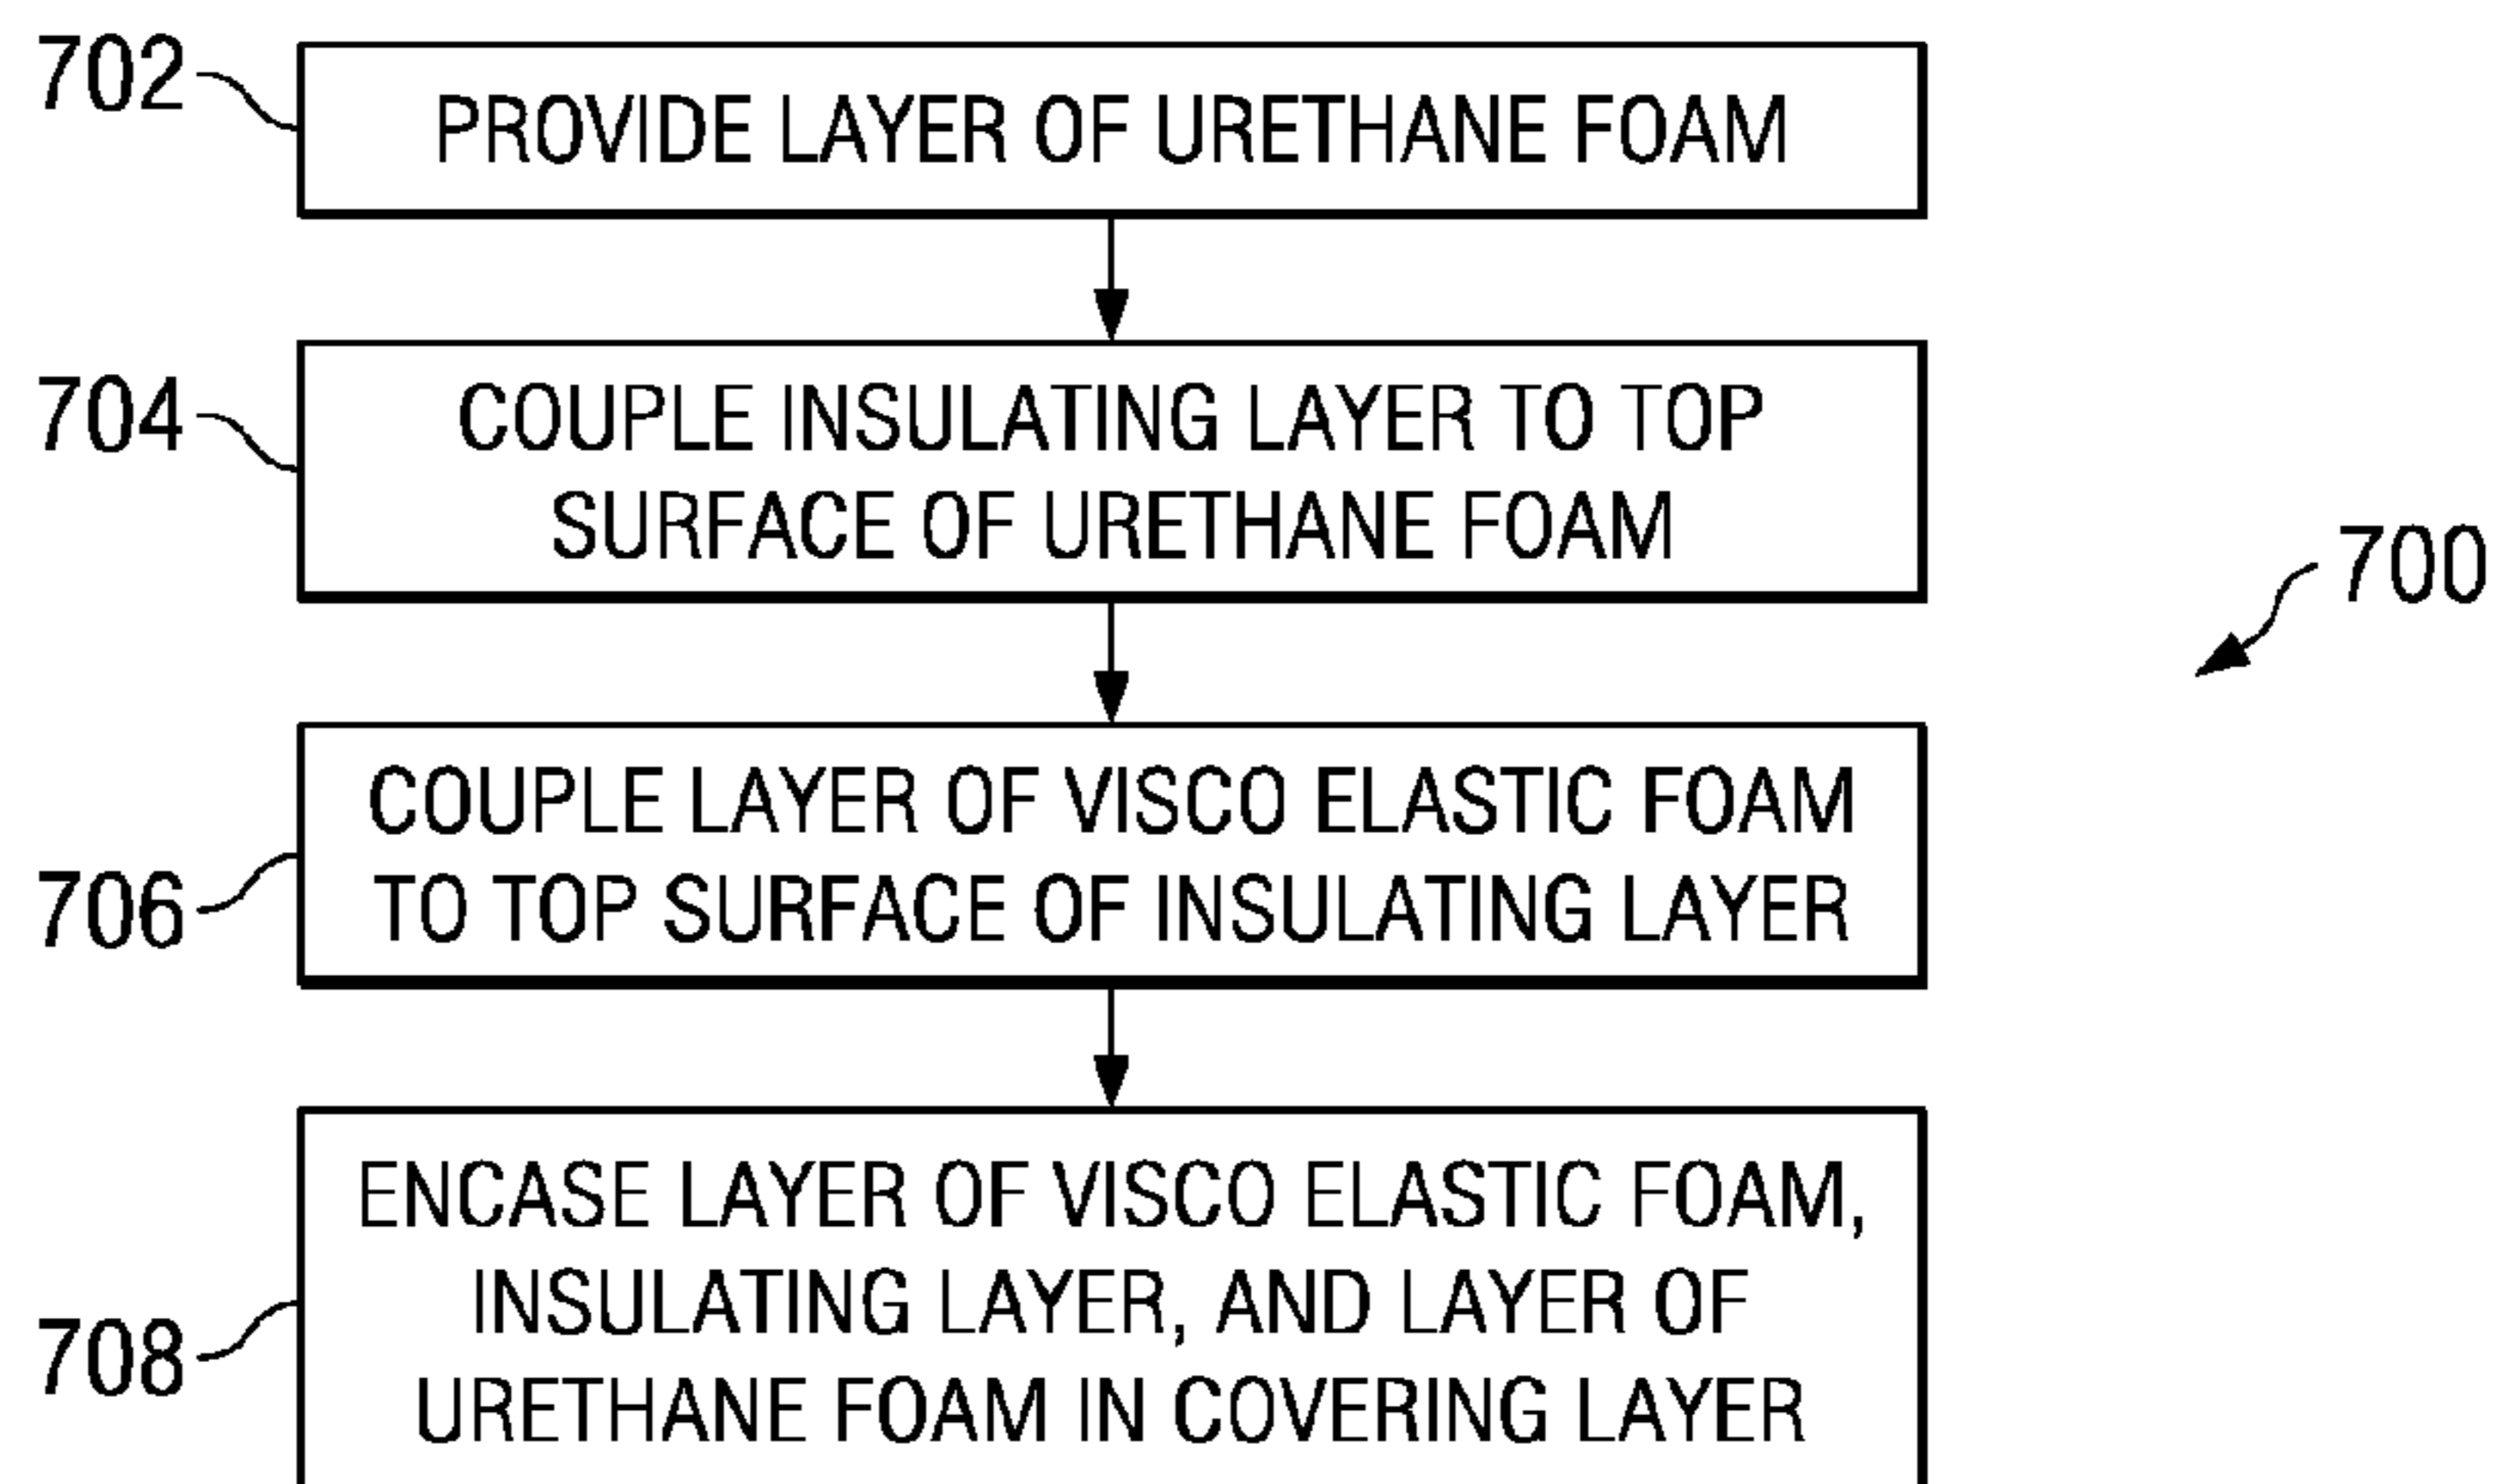 702
PROVIDE LAYER OF URETHANE FOAM
704
COUPLE INSULATING LAYER TO TOP
SURFACE OF URETHANE FOAM
700
706
COUPLE LAYER OF VISCO ELASTIC FOAM
TO TOP SURFACE OF INSULATING LAYER
708
ENCASE LAYER OF VISCO ELASTIC FOAM,
INSULATING LAYER, AND LAYER OF
URETHANE FOAM IN COVERING LAYER